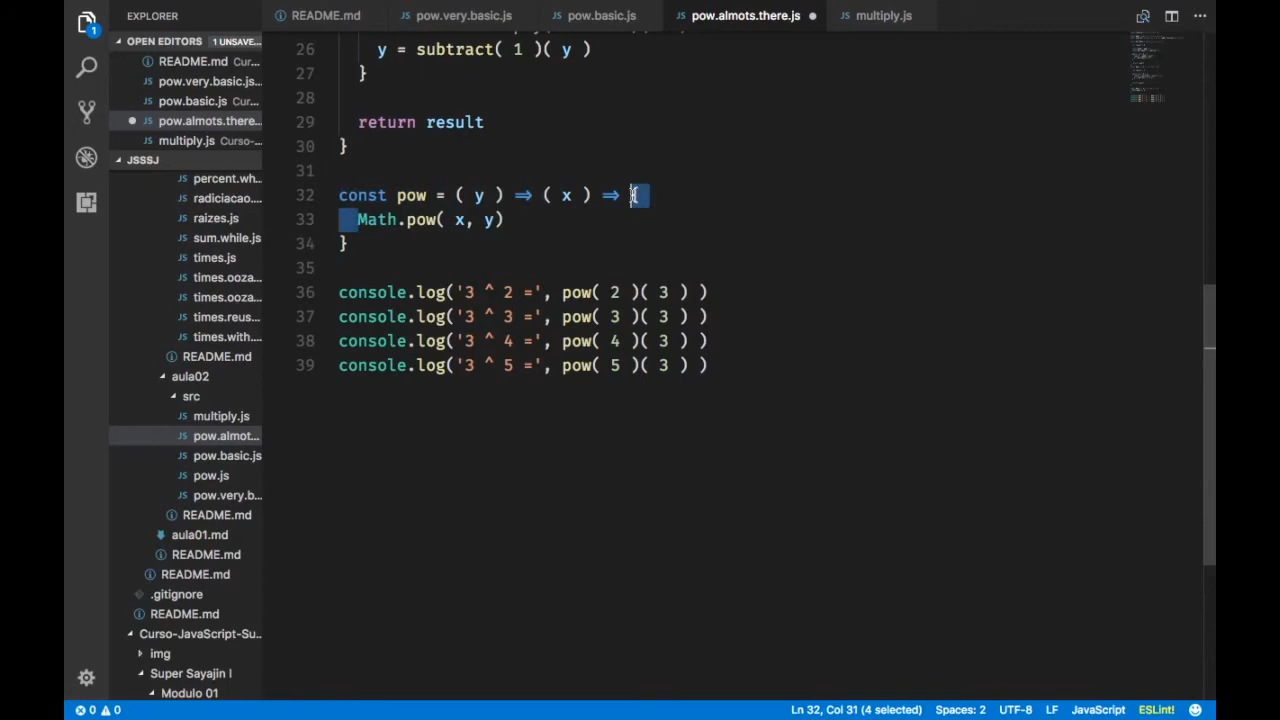 EXPLORER
README.md
pow.very.basic.js
pow.basic.js
pow.almots.there.js
multiply.js
1
OPEN EDITORS 1 UNSAVE...
README.md Cur...
pow.very.basic.js...
pow.basic.js Cur...
pow.almots.there...
multiply.js Curso-...
JSSSJ
percent.wh...
radiciacao...
raizes.js
sum.while.js
times.js
times.ooza...
times.ooza...
times.reus...
times.with...
README.md
aula02
src
multiply.js
pow.almot...
pow.basic.js
pow.js
pow.very.b...
README.md
aula01.md
README.md
README.md
.gitignore
README.md
Curso-JavaScript-Su...
img
Super Sayajin I
Modulo 01
26 y = subtract( 1 )( y )
27 }
28
29 return result
30 }
31
32 const pow = ( y ) => ( x ) => {
33 Math.pow( x, y)
34 }
35
36 console.log('3 ^ 2 =', pow( 2 )( 3 ) )
37 console.log('3 ^ 3 =', pow( 3 )( 3 ) )
38 console.log('3 ^ 4 =', pow( 4 )( 3 ) )
39 console.log('3 ^ 5 =', pow( 5 )( 3 ) )
0 0 Ln 32, Col 31 (4 selected) Spaces: 2 UTF-8 LF JavaScript ESLint!